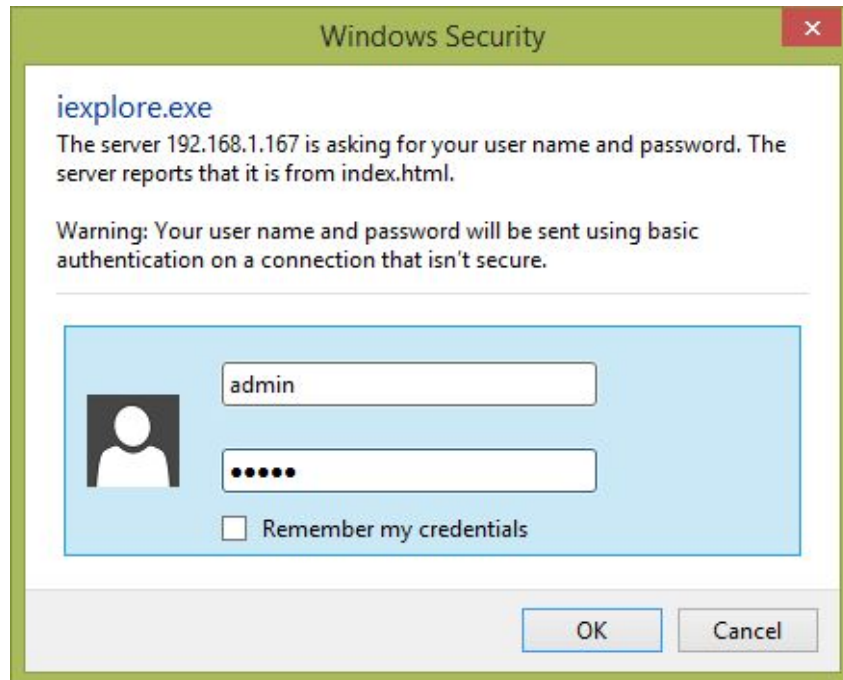 Windows Security
iexplore.exe
The server 192.168.1.167 is asking for your user name and password. The
server reports that it is from index.html.
Warning: Your user name and password will be sent using basic
authentication on a connection that isn't secure.
admin
•••••
Remember my credentials
OK Cancel